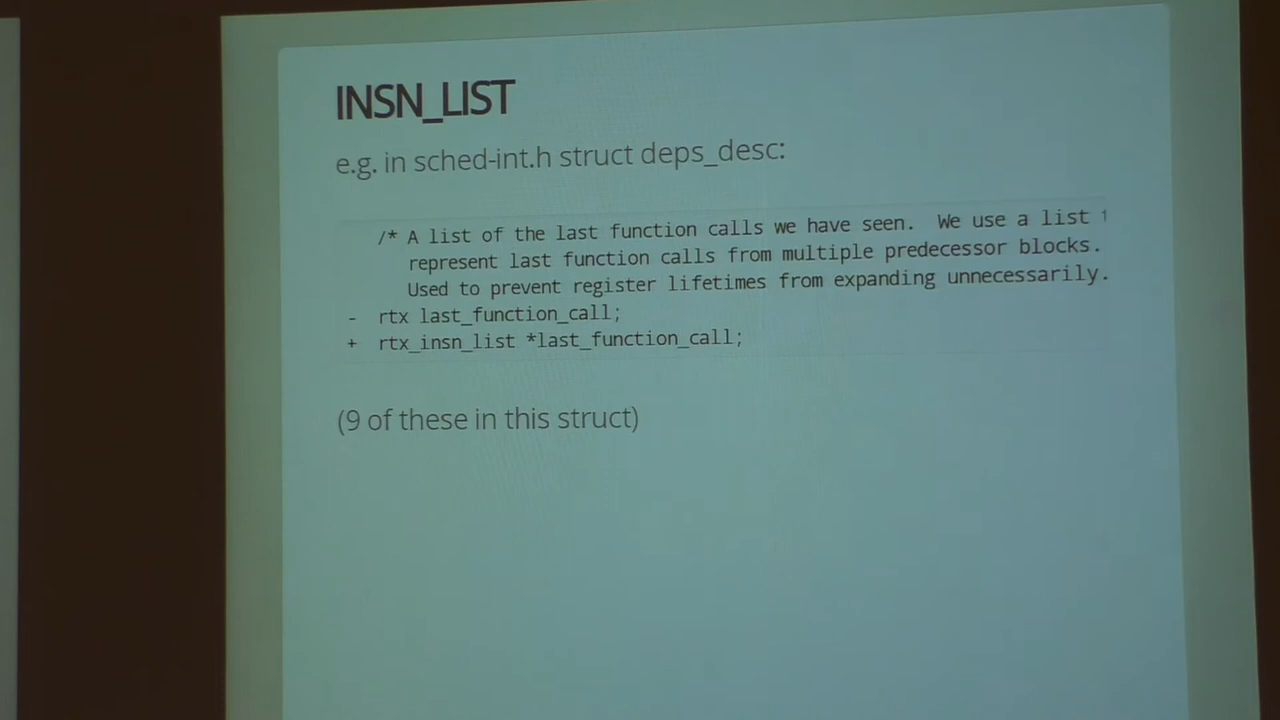 INSN_LIST
e.g. in sched-int.h struct deps_desc:
/* A list of the last function calls we have seen. We use a list
represent last function calls from multiple predecessor blocks.
Used to prevent register lifetimes from expanding unnecessarily.
- rtx last_function_call;
+ rtx_insn_list *last_function_call;
(9 of these in this struct)